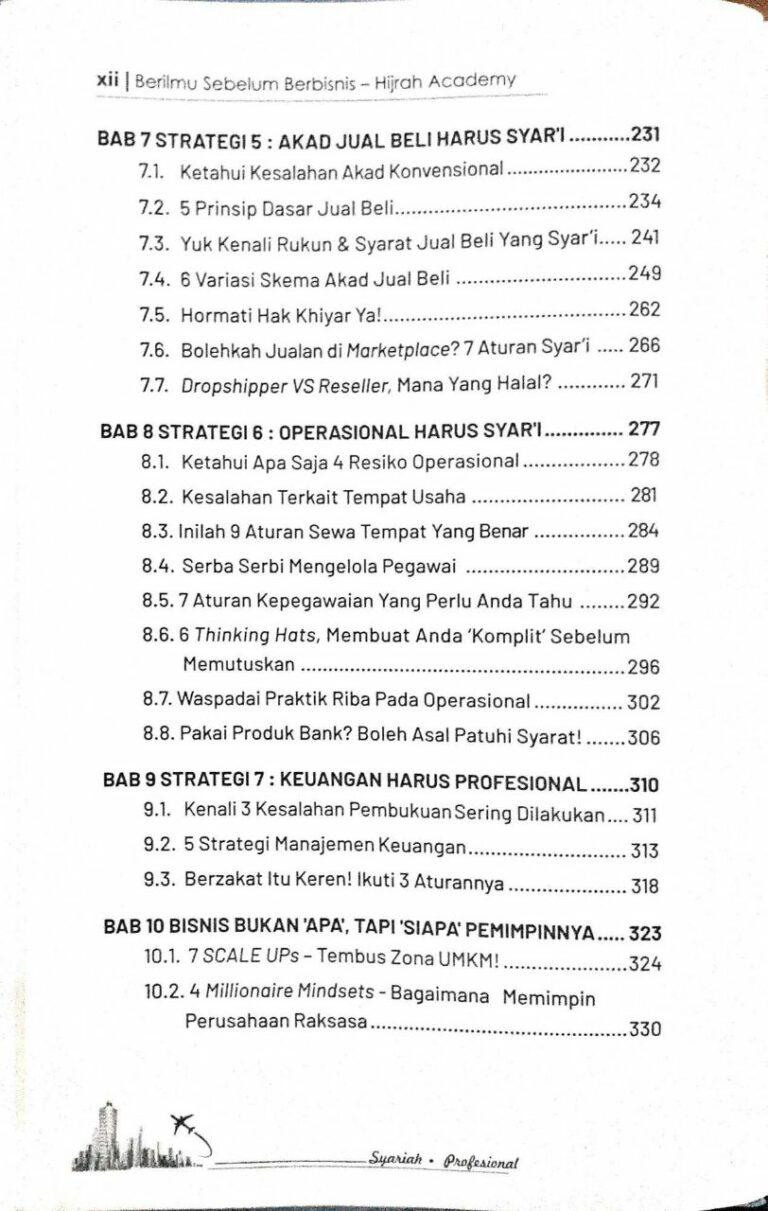 xii | Berilmu Sebelum Berbisnis – Hijrah Academy
BAB 7 STRATEGI 5 : AKAD JUAL BELI HARUS SYAR'I ...........231
7.1. Ketahui Kesalahan Akad Konvensional ......................232
7.2. 5 Prinsip Dasar Jual Beli.......................................234
7.3. Yuk Kenali Rukun & Syarat Jual Beli Yang Syar'i..... 241
7.4. 6 Variasi Skema Akad Jual Beli .............................249
7.5. Hormati Hak Khiyar Ya!.........................................262
7.6. Bolehkah Jualan di Marketplace? 7 Aturan Syar'i ..... 266
7.7. Dropshipper VS Reseller, Mana Yang Halal? ............ 271
BAB 8 STRATEGI 6 : OPERASIONAL HARUS SYAR'I.............. 277
8.1. Ketahui Apa Saja 4 Resiko Operasional .................278
8.2. Kesalahan Terkait Tempat Usaha .......................... 281
8.3. Inilah 9 Aturan Sewa Tempat Yang Benar ................284
8.4. Serba Serbi Mengelola Pegawai ...........................289
8.5. 7 Aturan Kepegawaian Yang Perlu Anda Tahu ........292
8.6. 6 Thinking Hats, Membuat Anda 'Komplit' Sebelum
Memutuskan .......................................................296
8.7. Waspadai Praktik Riba Pada Operasional ............... 302
8.8. Pakai Produk Bank? Boleh Asal Patuhi Syarat! .......306
BAB 9 STRATEGI 7 : KEUANGAN HARUS PROFESIONAL.......310
9.1. Kenali 3 Kesalahan Pembukuan Sering Dilakukan.... 311
9.2. 5 Strategi Manajemen Keuangan........................... 313
9.3. Berzakat Itu Keren! Ikuti 3 Aturannya .................... 318
BAB 10 BISNIS BUKAN 'APA', TAPI 'SIAPA' PEMIMPINNYA..... 323
10.1. 7 SCALE UPs – Tembus Zona UMKM! .....................324
10.2. 4 Millionaire Mindsets - Bagaimana Memimpin
Perusahaan Raksasa............................................330
Syariah • Profesional